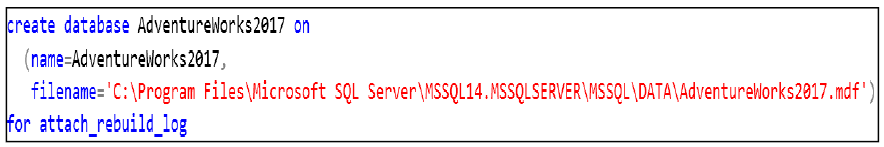 create database AdventureWorks2017 on
(name=AdventureWorks2017,
filename='C:\Program Files\Microsoft SQL Server\MSSQL14.MSSQLSERVER\MSSQL\DATA\AdventureWorks2017.mdf')
for attach_rebuild_log